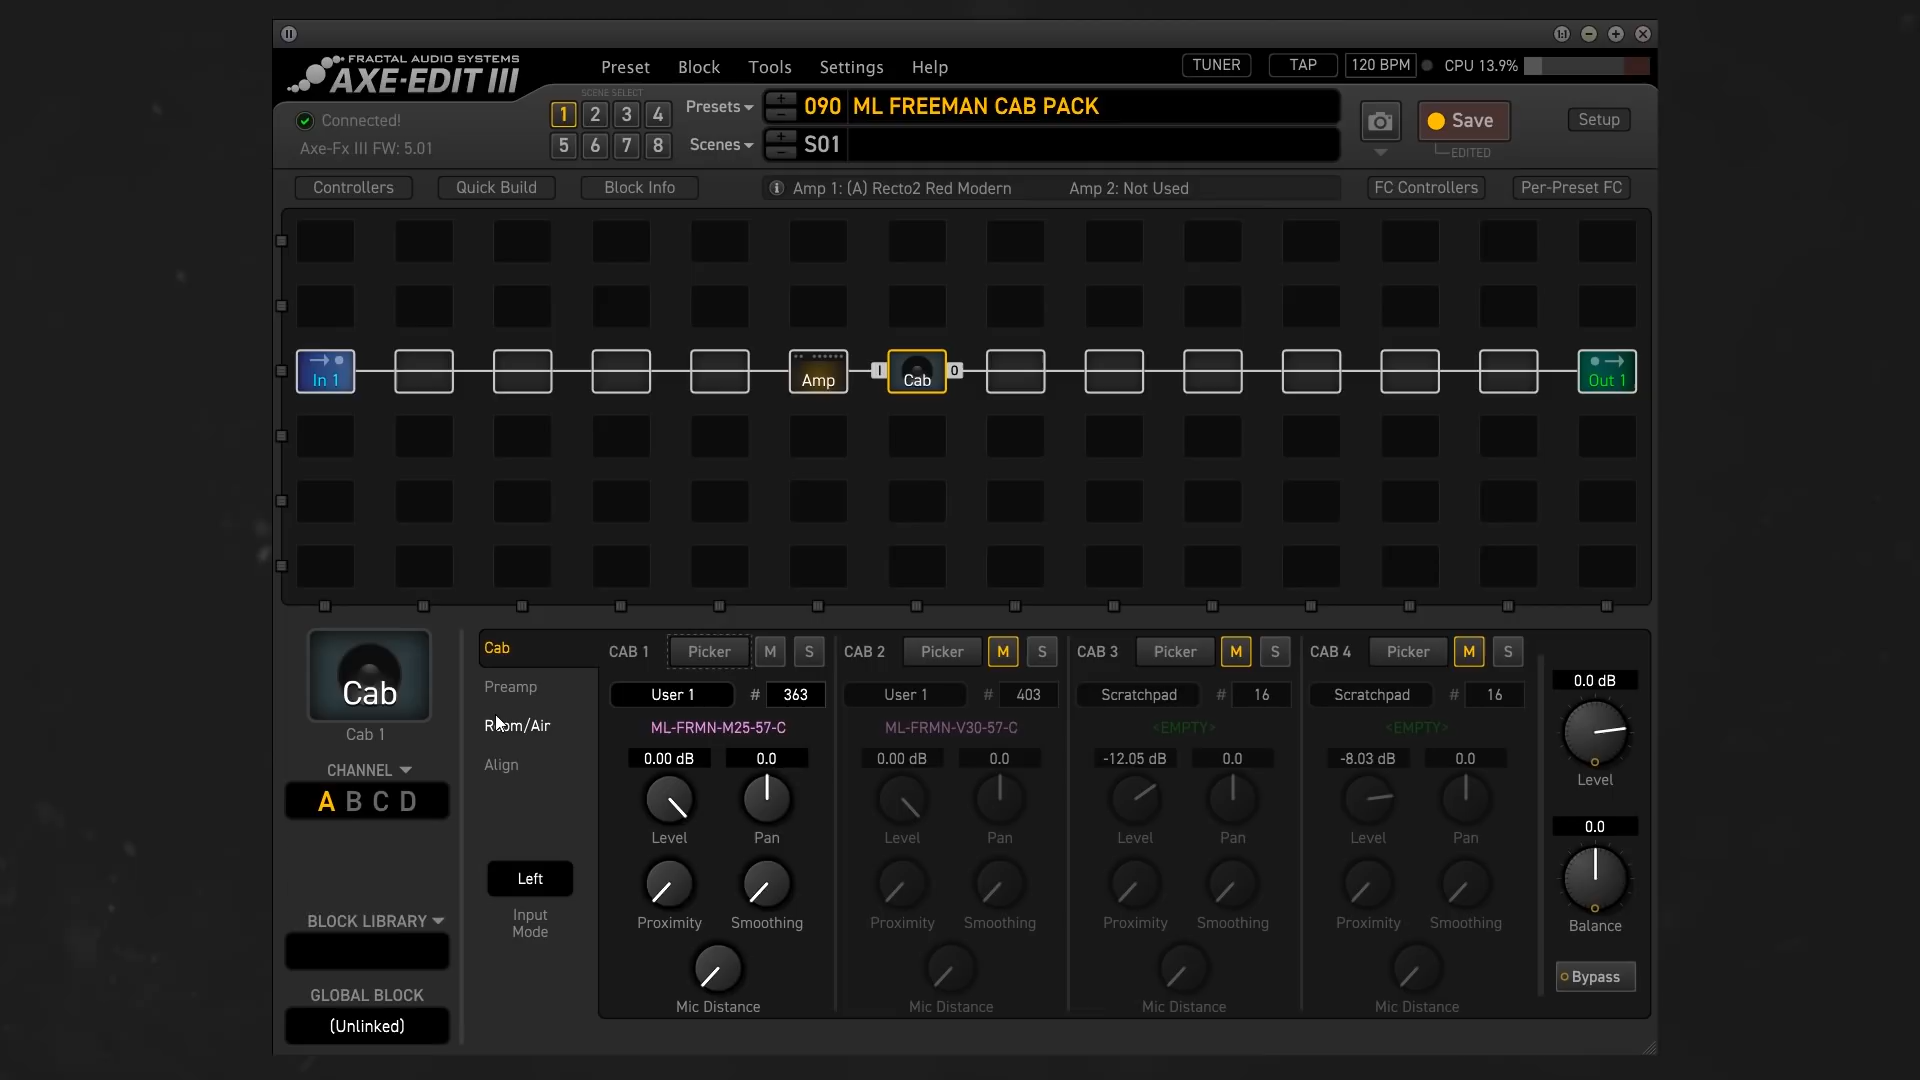 FRACTAL AUDIO SYSTEMS
AXE-EDIT III
Preset Block Tools Settings Help
TUNER TAP 120 BPM CPU 13.9%
Connected!
Axe-Fx III FW: 5.01
SCENE SELECT
1 2 3 4
5 6 7 8
Presets 090 ML FREEMAN CAB PACK
Scenes S01
Save
EDITED
Setup
Controllers Quick Build Block Info
Amp 1: (A) Recto2 Red Modern Amp 2: Not Used
FC Controllers Per-Preset FC
In 1 Amp I Cab O Out 1
Cab
Cab 1
CHANNEL
A B C D
BLOCK LIBRARY
GLOBAL BLOCK
(Unlinked)
Cab
Preamp
Room/Air
Align
Left
Input
Mode
CAB 1 Picker M S
User 1 # 363
ML-FRMN-M25-57-C
0.00 dB 0.0
Level Pan
Proximity Smoothing
Mic Distance
CAB 2 Picker M S
User 1 # 403
ML-FRMN-V30-57-C
0.00 dB 0.0
Level Pan
Proximity Smoothing
Mic Distance
CAB 3 Picker M S
Scratchpad # 16
<EMPTY>
-12.05 dB 0.0
Level Pan
Proximity Smoothing
Mic Distance
CAB 4 Picker M S
Scratchpad # 16
<EMPTY>
-8.03 dB 0.0
Level Pan
Proximity Smoothing
Mic Distance
0.0 dB
Level
0.0
Balance
Bypass